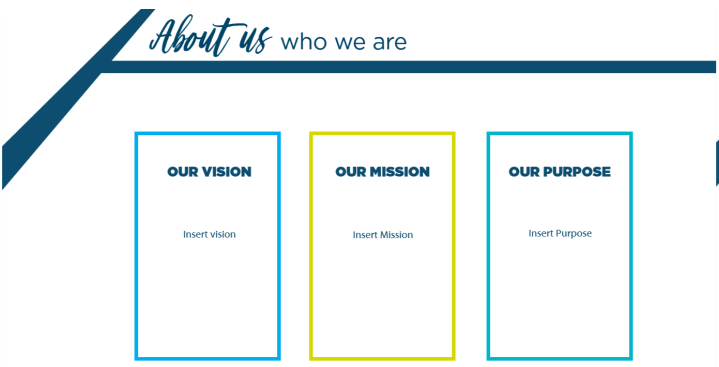 About us who we are
OUR VISION
Insert vision
OUR MISSION
Insert Mission
OUR PURPOSE
Insert Purpose